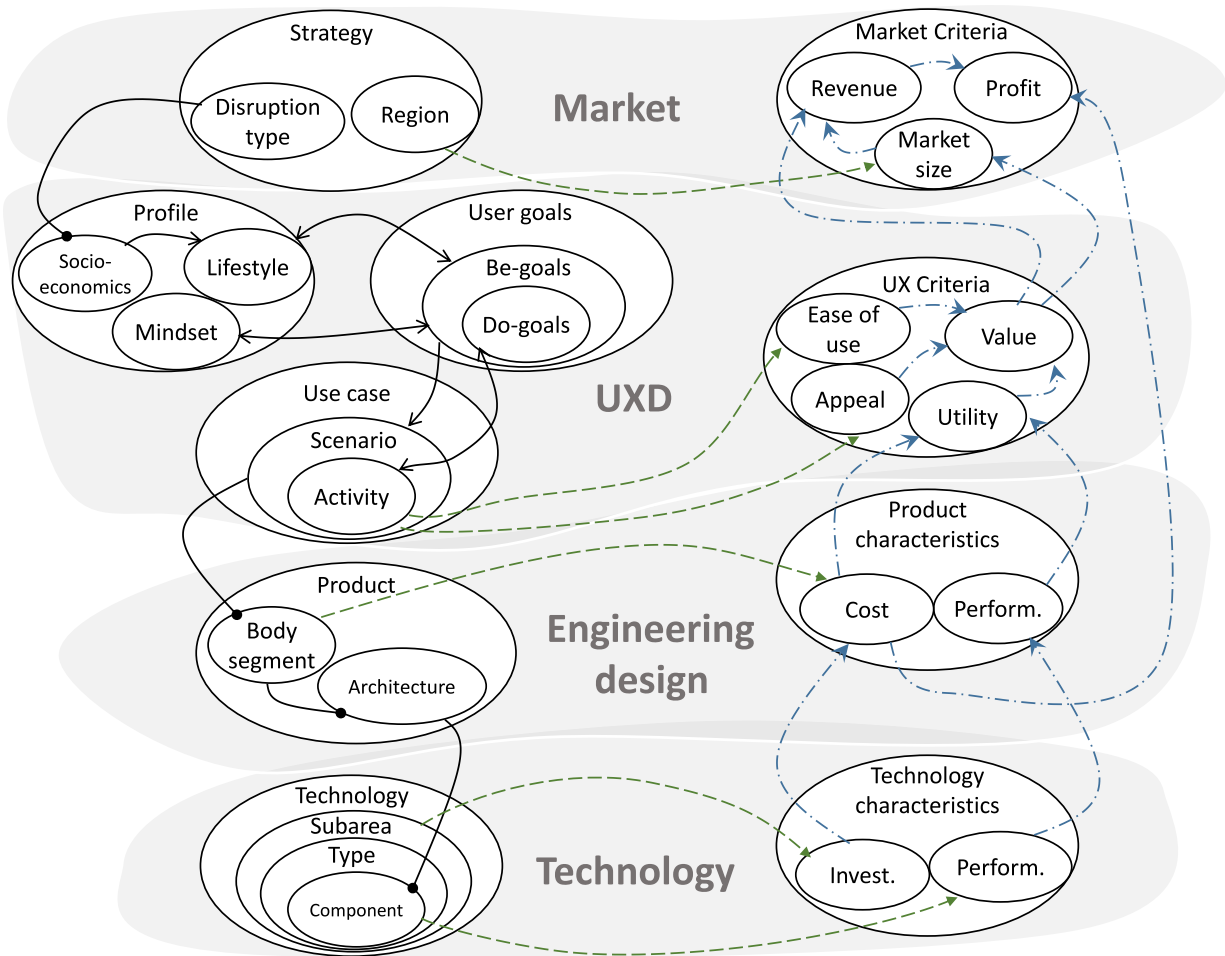 Strategy
Disruption
type
Region
Market
Market Criteria
Revenue
Profit
Market
size
Profile
Socio-
economics
Lifestyle
Mindset
User goals
Be-goals
Do-goals
Use case
Scenario
Activity
UXD
UX Criteria
Ease of
use
Value
Appeal
Utility
Product
Body
segment
Architecture
Engineering
design
Product
characteristics
Cost
Perform.
Technology
Subarea
Type
Component
Technology
Technology
characteristics
Invest.
Perform.